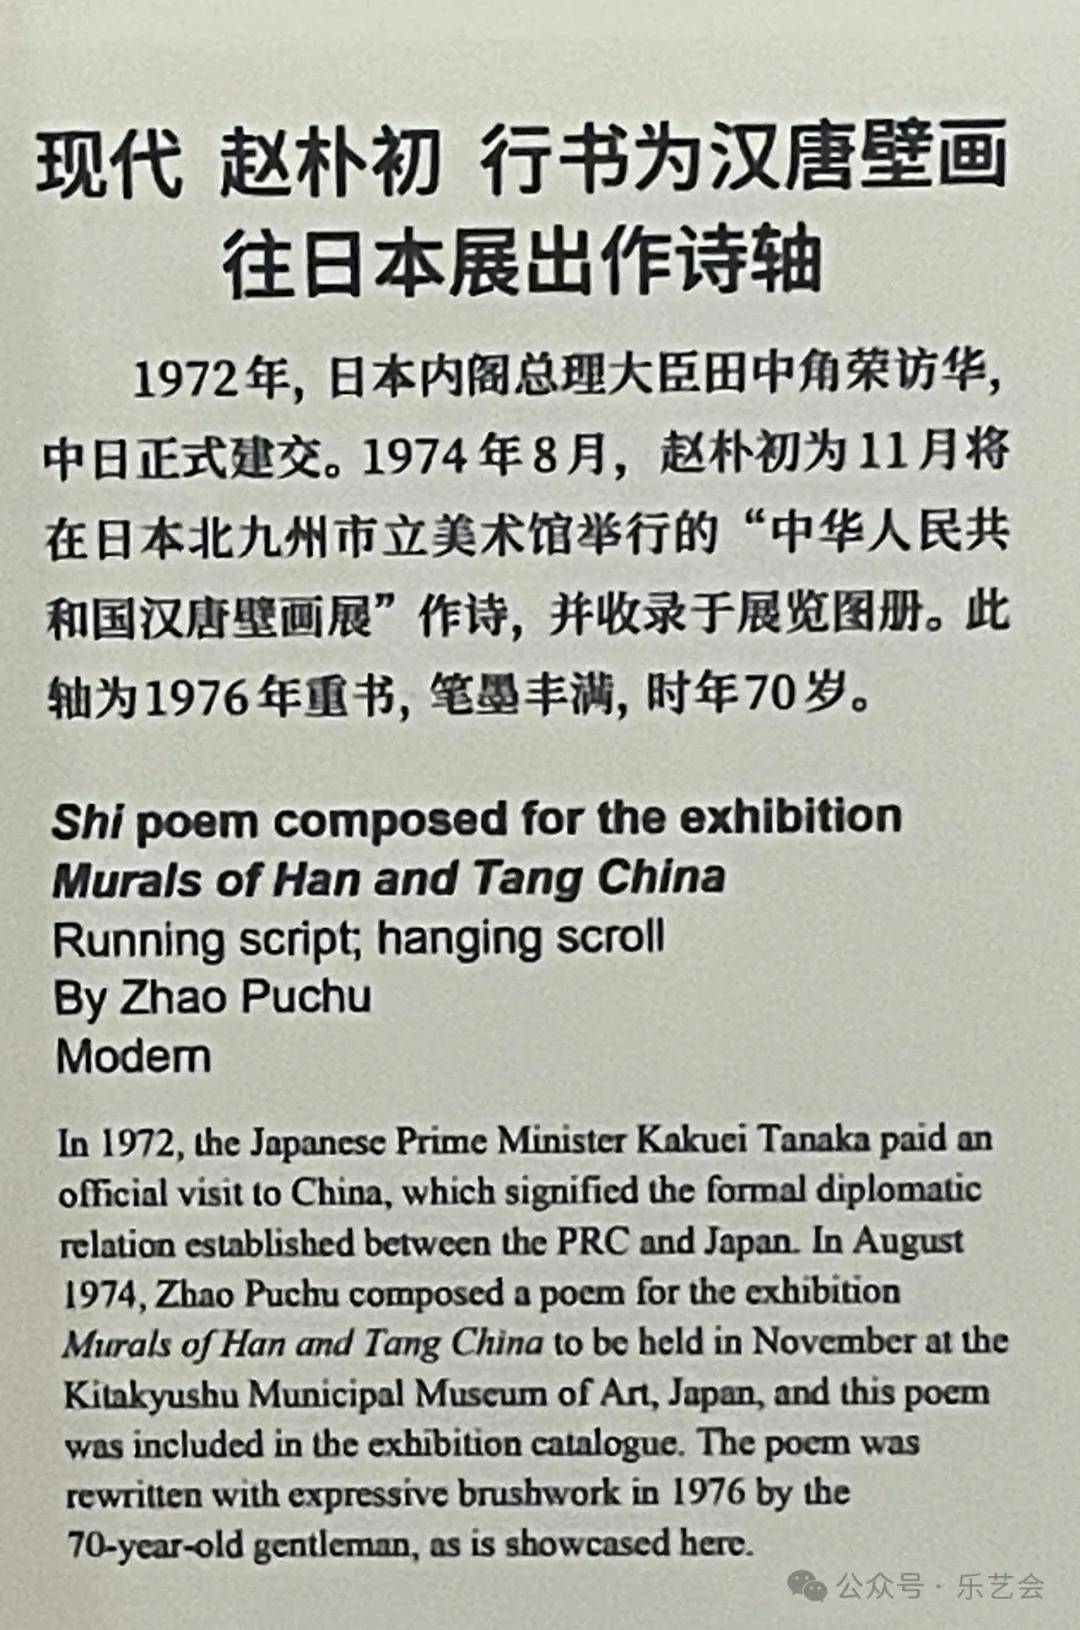 现代 赵朴初 行书为汉唐壁画
往日本展出作诗轴
1972年，日本内阁总理大臣田中角荣访华，
中日正式建交。1974年8月，赵朴初为11月将
在日本北九州市立美术馆举行的“中华人民共
和国汉唐壁画展”作诗，并收录于展览图册。此
轴为1976年重书，笔墨丰满，时年70岁。
Shi poem composed for the exhibition
Murals of Han and Tang China
Running script; hanging scroll
By Zhao Puchu
Modern
In 1972, the Japanese Prime Minister Kakuei Tanaka paid an
official visit to China, which signified the formal diplomatic
relation established between the PRC and Japan. In August
1974, Zhao Puchu composed a poem for the exhibition
Murals of Han and Tang China to be held in November at the
Kitakyushu Municipal Museum of Art, Japan, and this poem
was included in the exhibition catalogue. The poem was
rewritten with expressive brushwork in 1976 by the
70-year-old gentleman, as is showcased here.
公众号·乐艺会